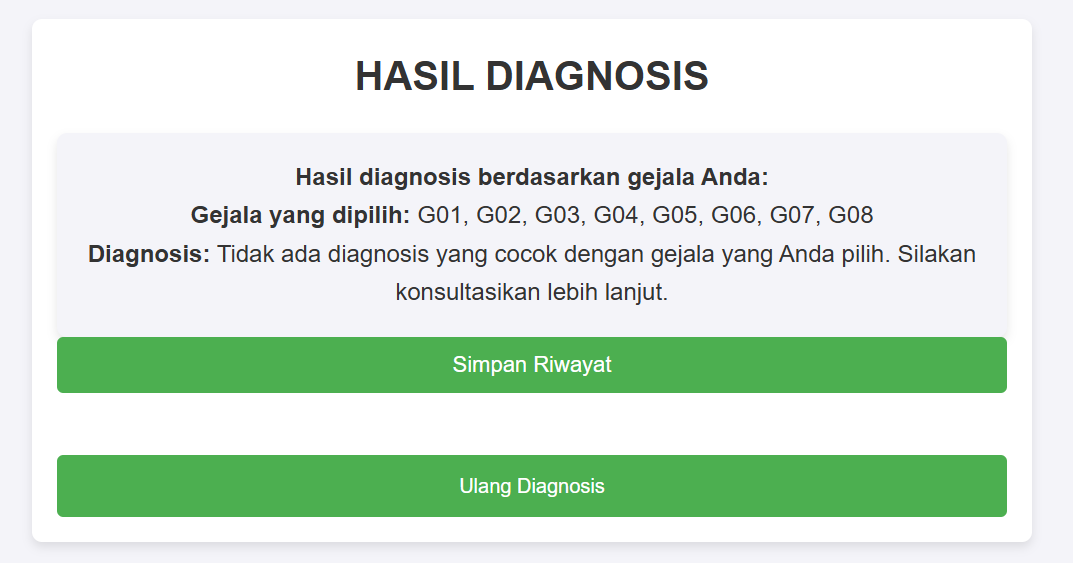 HASIL DIAGNOSIS
Hasil diagnosis berdasarkan gejala Anda:
Gejala yang dipilih: G01, G02, G03, G04, G05, G06, G07, G08
Diagnosis: Tidak ada diagnosis yang cocok dengan gejala yang Anda pilih. Silakan
konsultasikan lebih lanjut.
Simpan Riwayat
Ulang Diagnosis